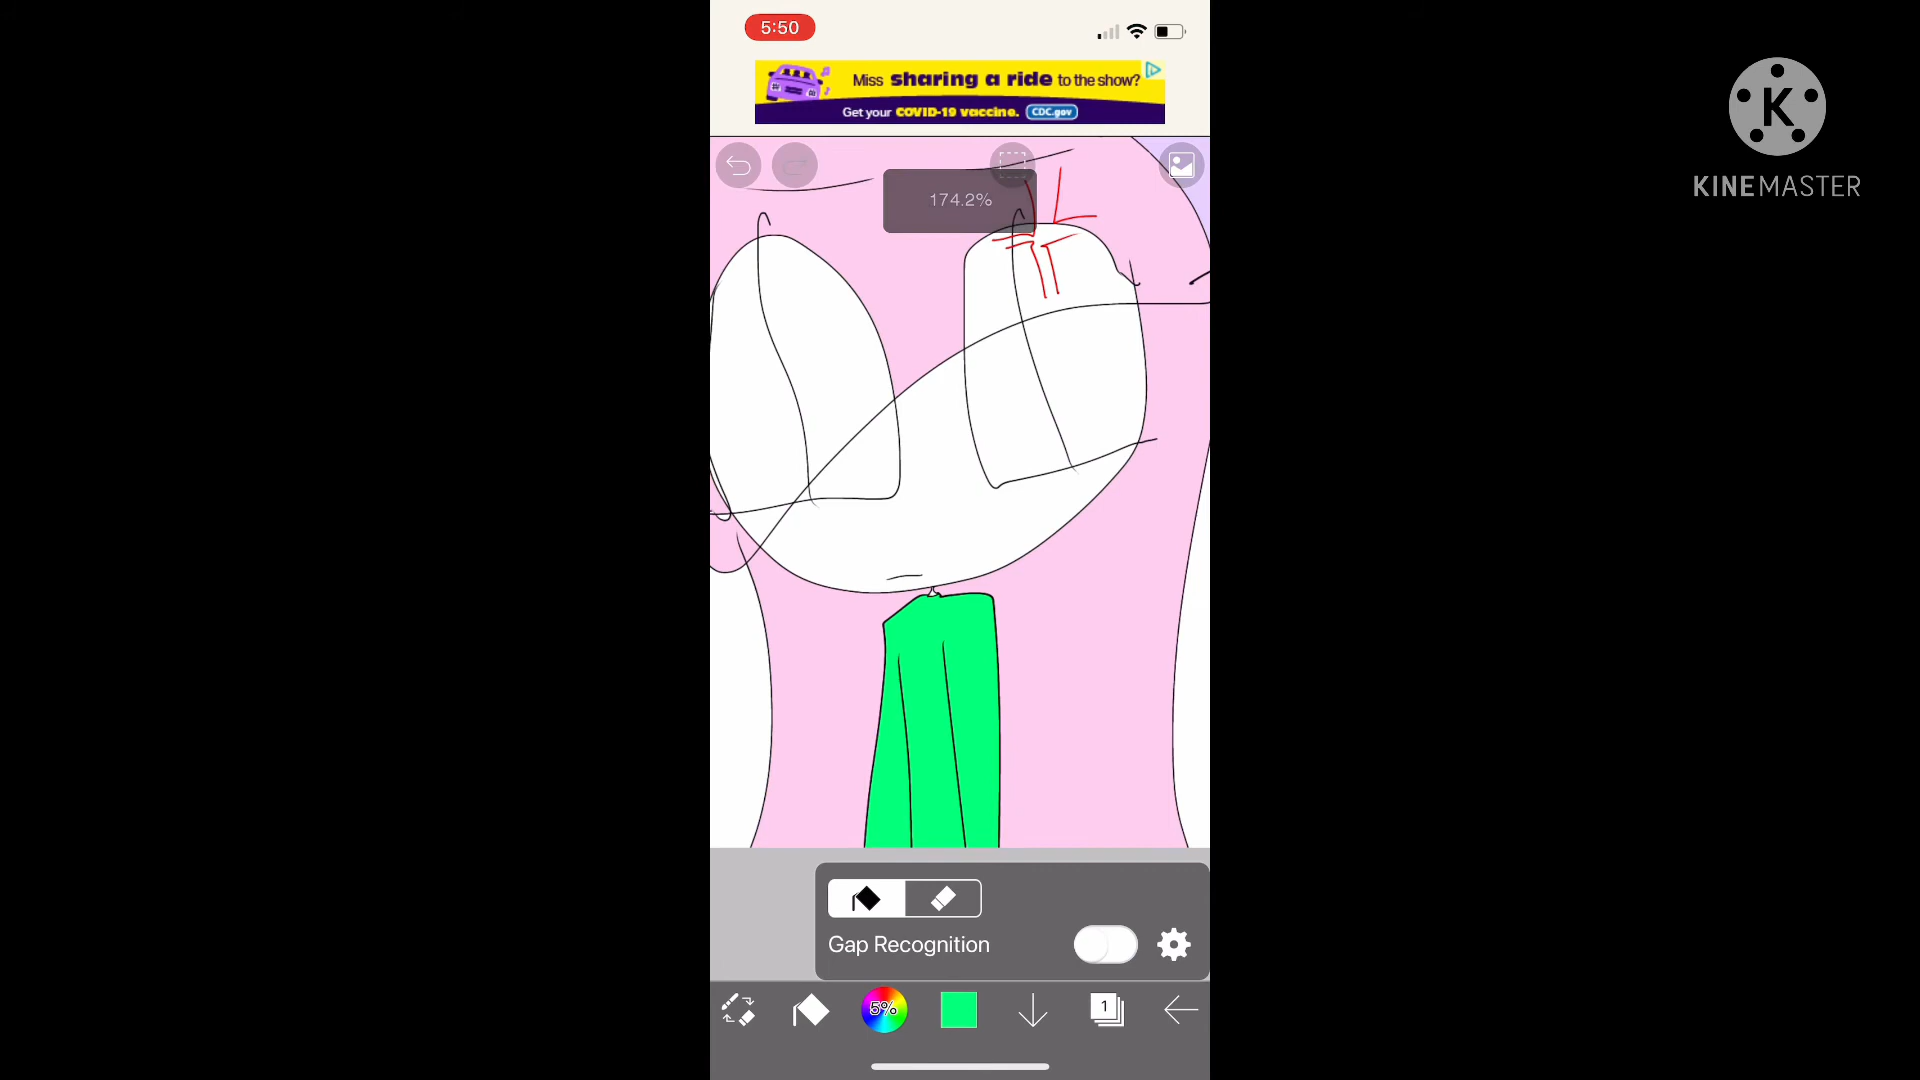 5:50
Miss sharing a ride to the show?
Get your COVID-19 vaccine. CDC.gov
K
KINEMASTER
174.2%
Gap Recognition
5%
1